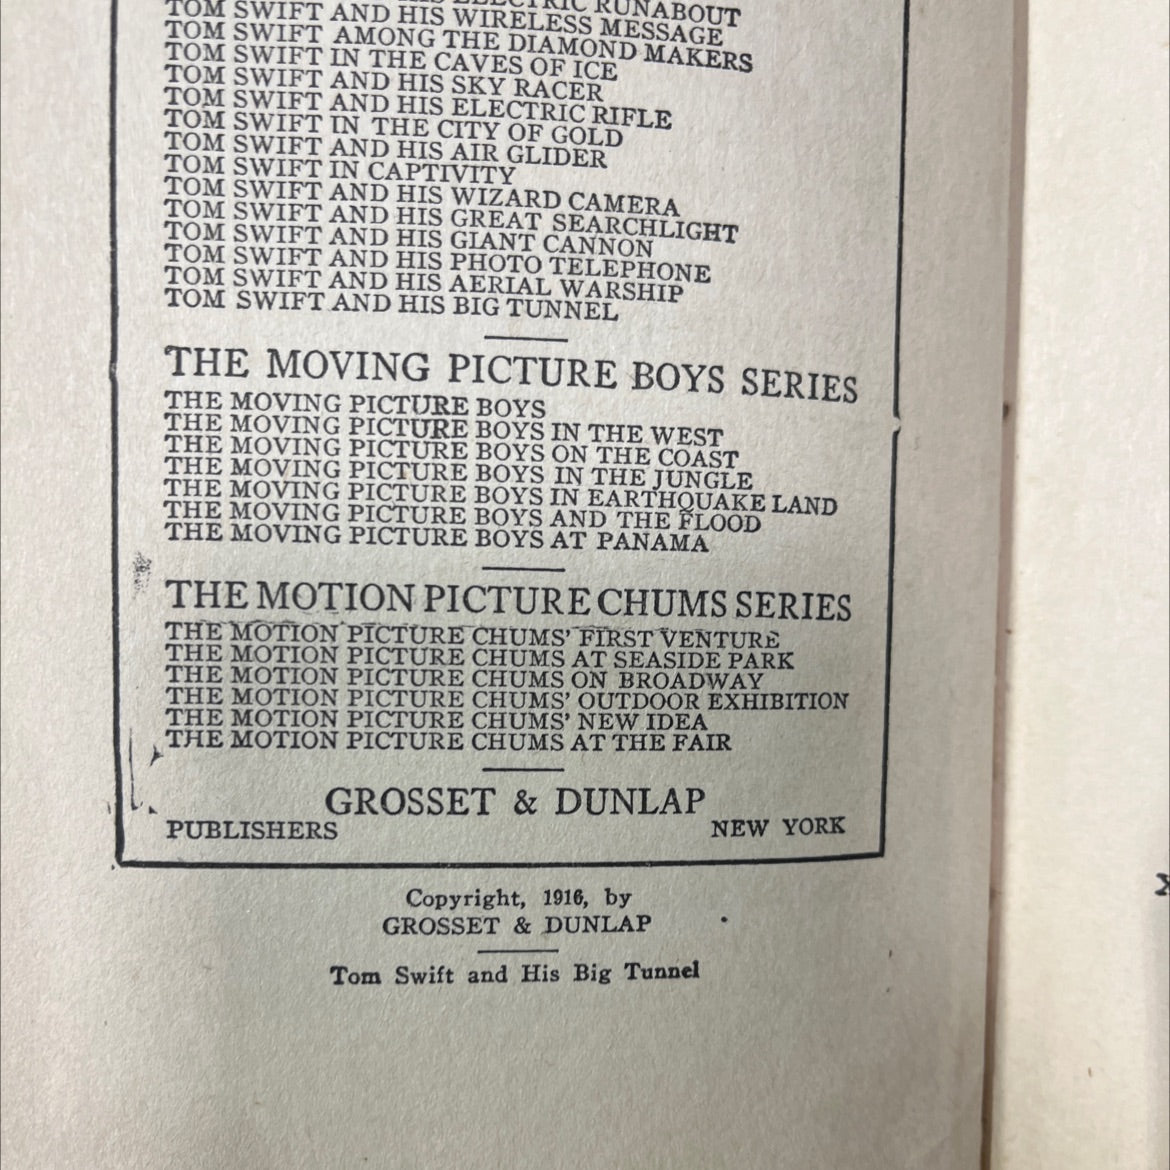 ELECTRIC RUNABOUT
TOM SWIFT AND HIS WIRELESS MESSAGE
TOM SWIFT AMONG THE DIAMOND MAKERS
TOM SWIFT IN THE CAVES OF ICE
TOM SWIFT AND HIS SKY RACER
TOM SWIFT AND HIS ELECTRIC RIFLE
TOM SWIFT IN THE CITY OF GOLD
TOM SWIFT AND HIS AIR GLIDER
TOM SWIFT IN CAPTIVITY
TOM SWIFT AND HIS WIZARD CAMERA
TOM SWIFT AND HIS GREAT SEARCHLIGHT
TOM SWIFT AND HIS GIANT CANNON
TOM SWIFT AND HIS PHOTO TELEPHONE
TOM SWIFT AND HIS AERIAL WARSHIP
TOM SWIFT AND HIS BIG TUNNEL
THE MOVING PICTURE BOYS SERIES
THE MOVING PICTURE BOYS
THE MOVING PICTURE BOYS IN THE WEST
THE MOVING PICTURE BOYS ON THE COAST
THE MOVING PICTURE BOYS IN THE JUNGLE
THE MOVING PICTURE BOYS IN EARTHQUAKE LAND
THE MOVING PICTURE BOYS AND THE FLOOD
THE MOVING PICTURE BOYS AT PANAMA
THE MOTION PICTURE CHUMS SERIES
THE MOTION PICTURE CHUMS' FIRST VENTURE
THE MOTION PICTURE CHUMS AT SEASIDE PARK
THE MOTION PICTURE CHUMS ON BROADWAY
THE MOTION PICTURE CHUMS' OUTDOOR EXHIBITION
THE MOTION PICTURE CHUMS' NEW IDEA
THE MOTION PICTURE CHUMS AT THE FAIR
GROSSET & DUNLAP
PUBLISHERS NEW YORK
Copyright, 1916, by
GROSSET & DUNLAP
Tom Swift and His Big Tunnel